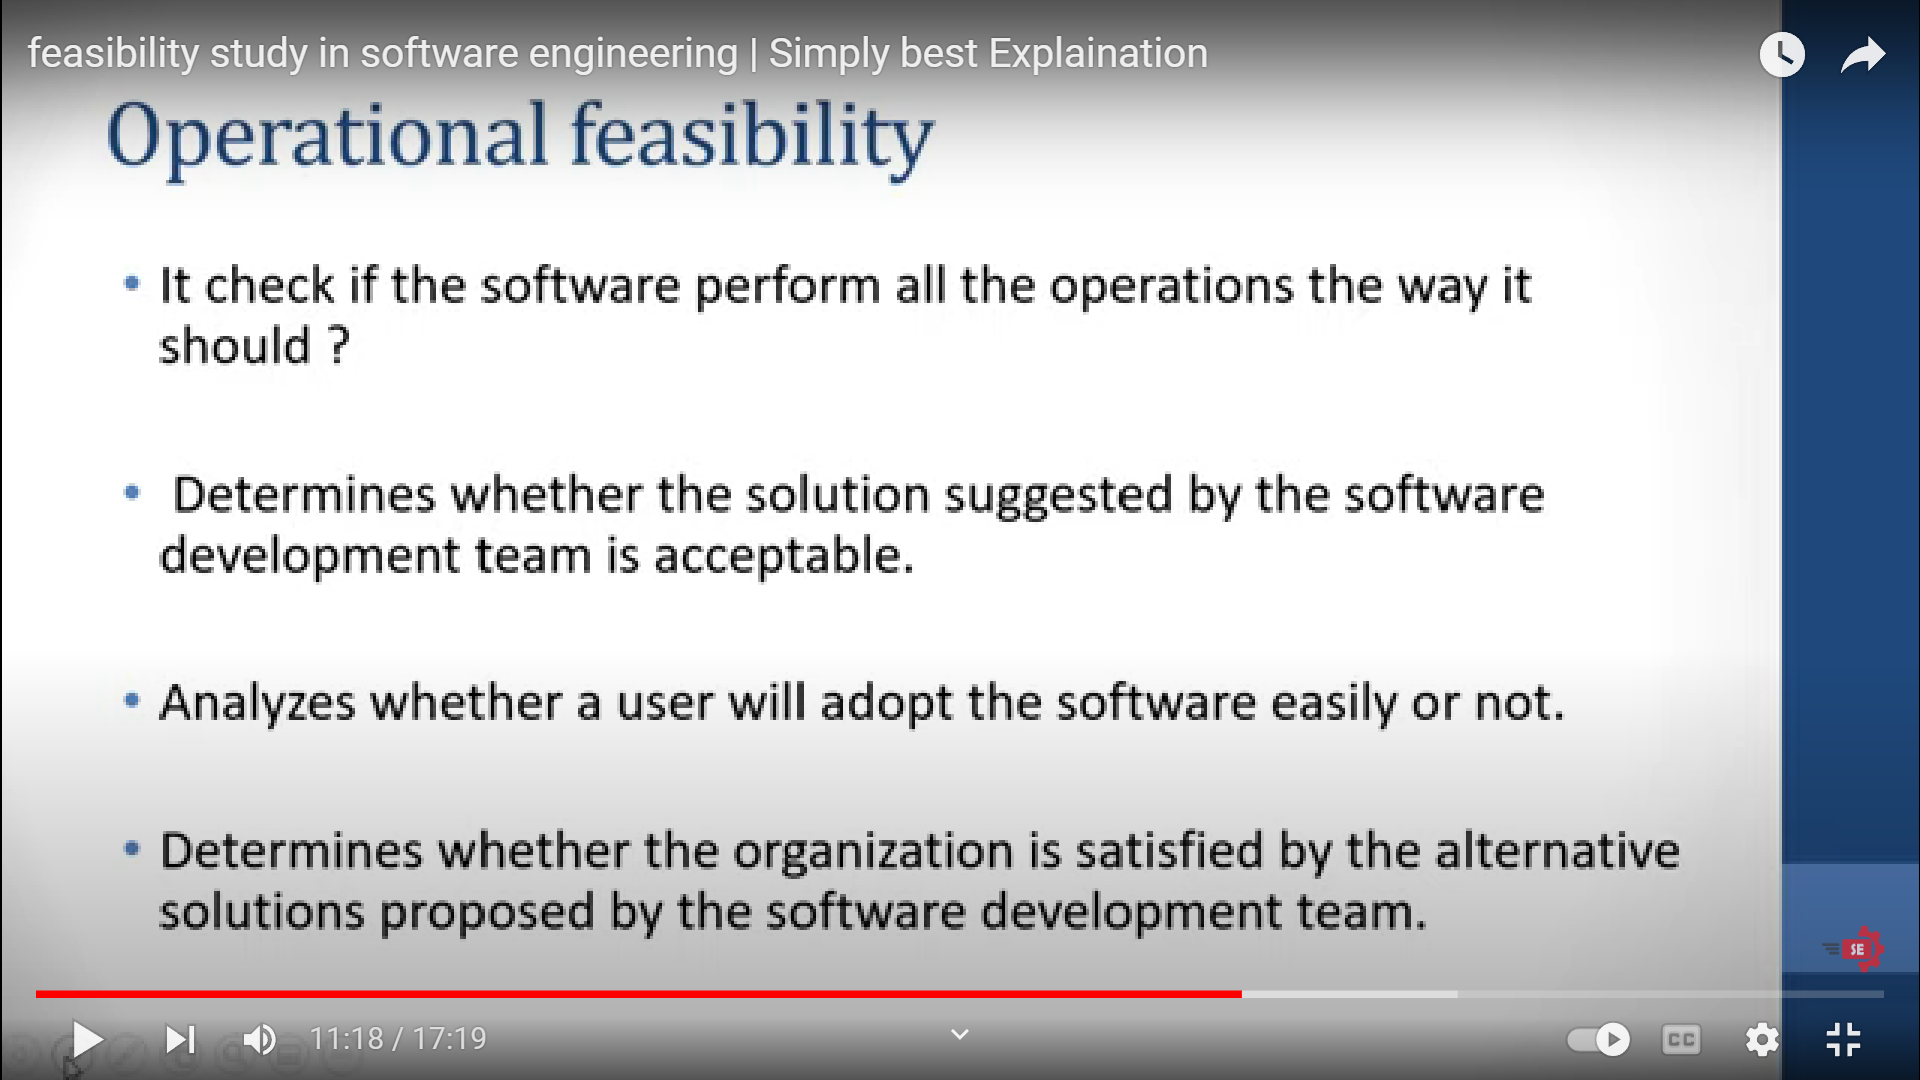 feasibility study in software engineering | Simply best Explaination
Operational feasibility
• It check if the software perform all the operations the way it
should ?
• Determines whether the solution suggested by the software
development team is acceptable.
• Analyzes whether a user will adopt the software easily or not.
• Determines whether the organization is satisfied by the alternative
solutions proposed by the software development team.
SE
11:18 / 17:19
CC